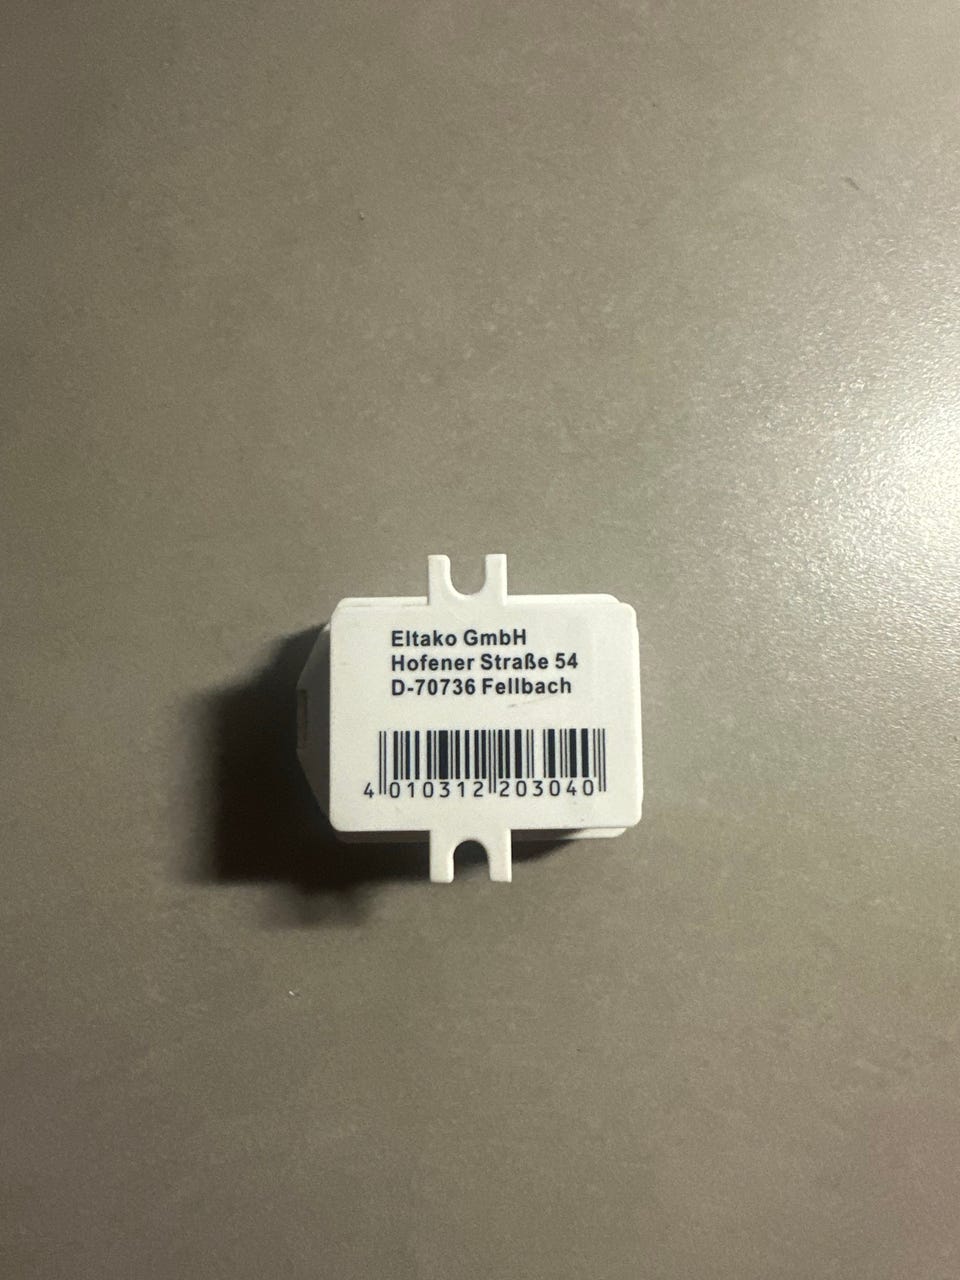 Eltako GmbH
Hofener Straße 54
D-70736 Fellbach
4 010312 203040